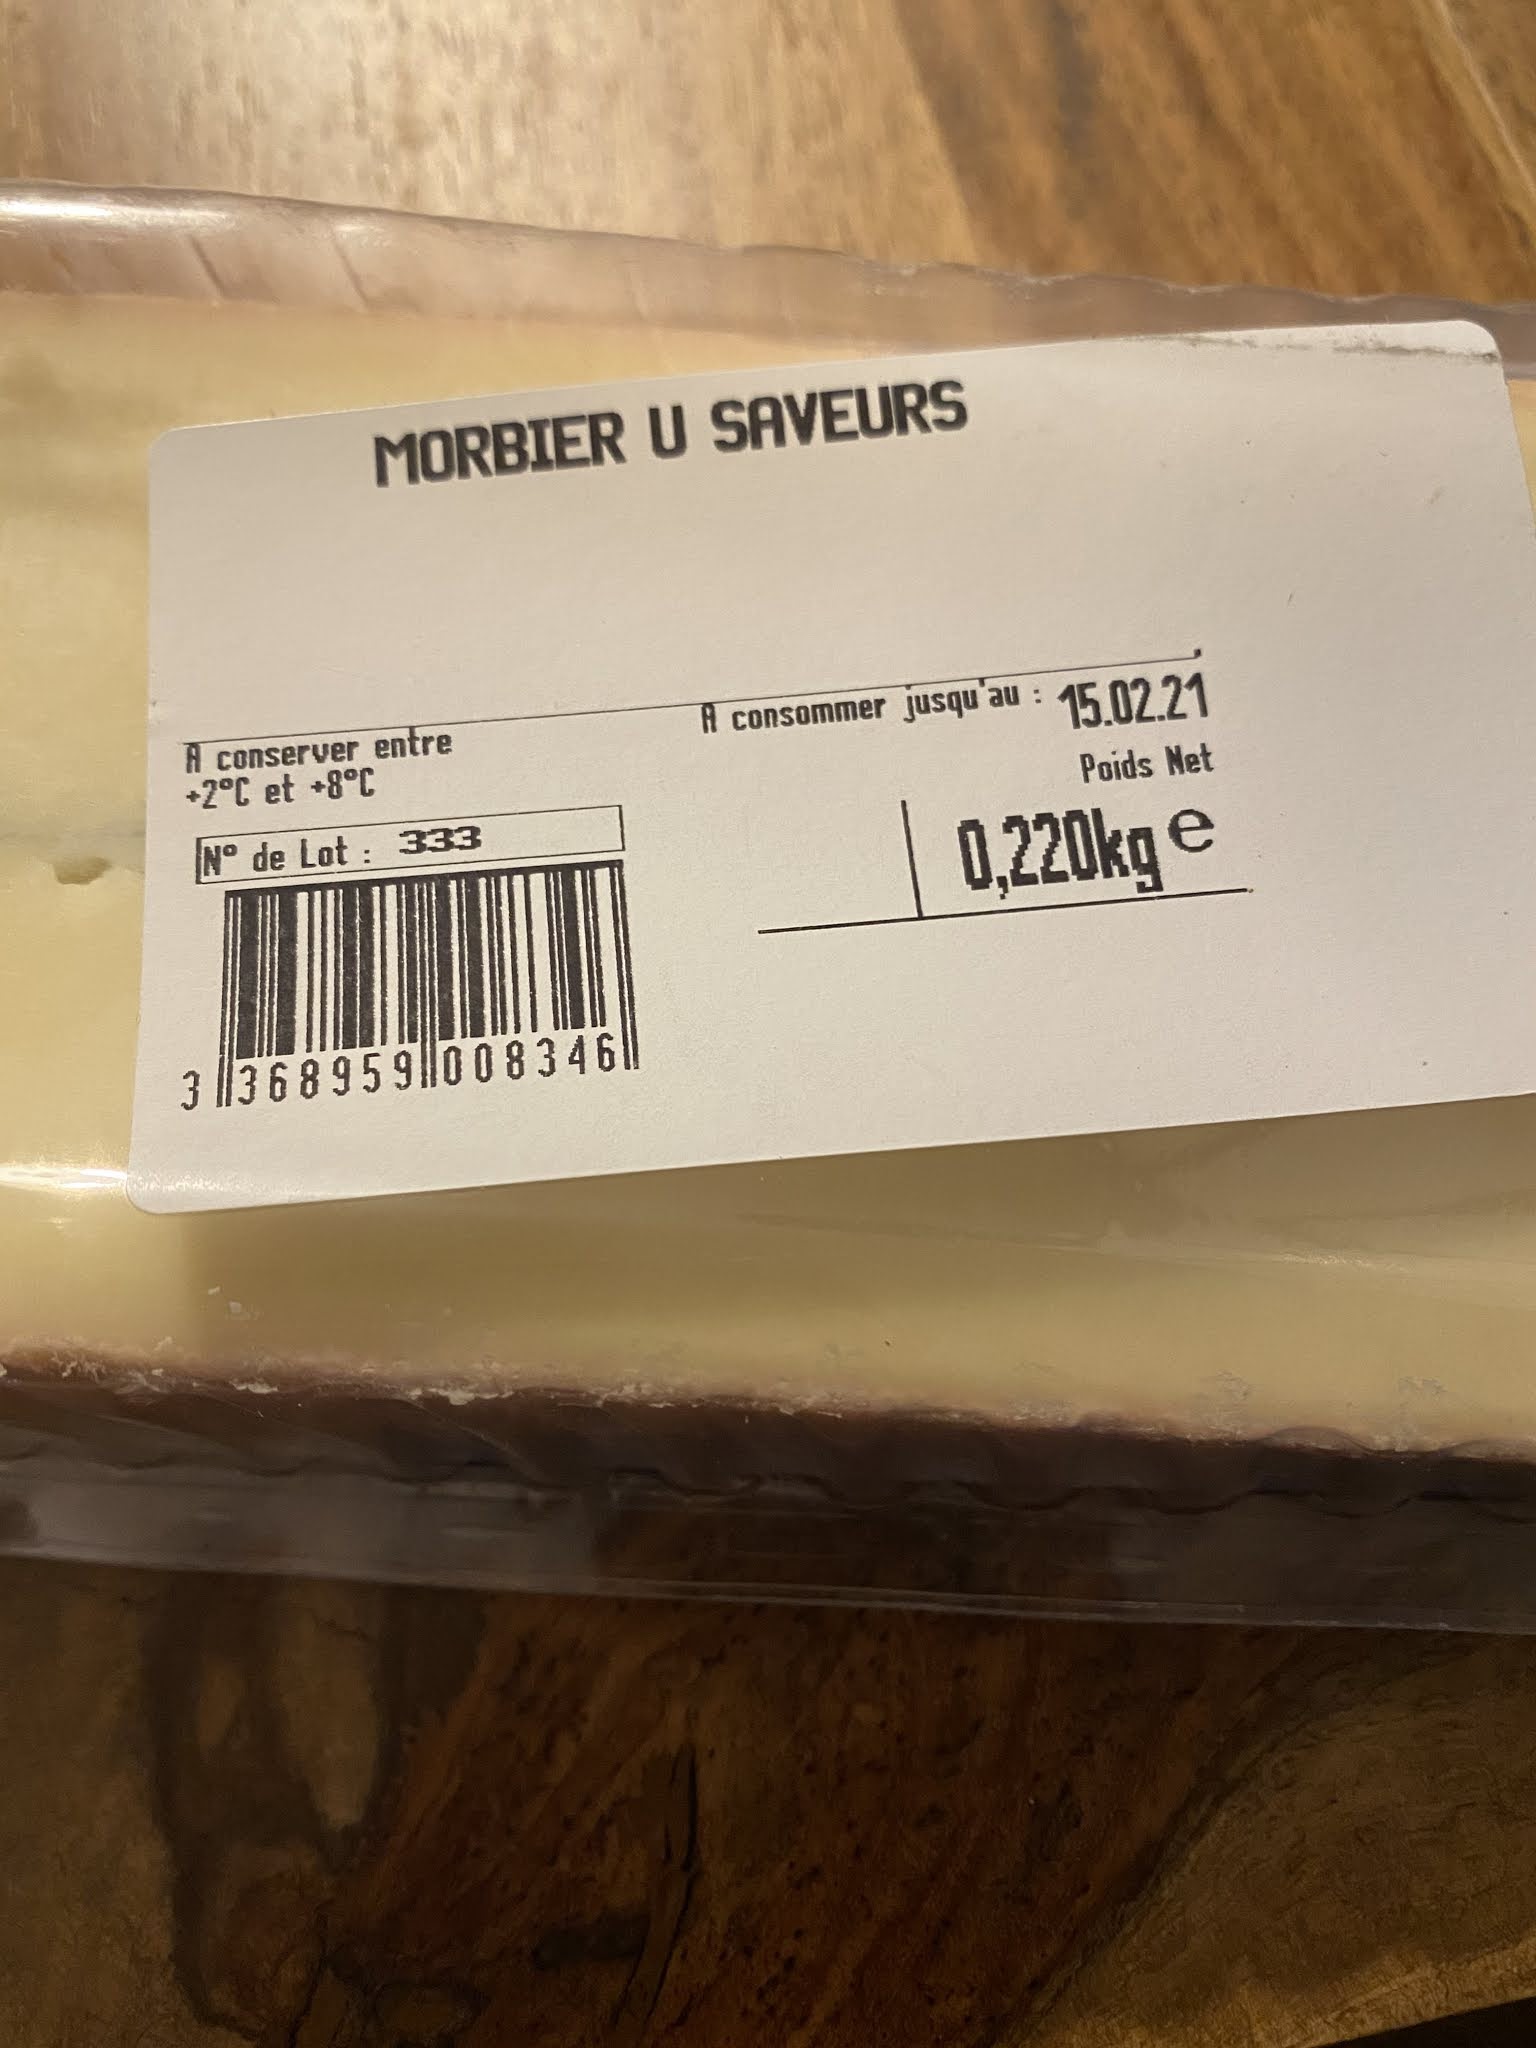 MORBIER U SAVEURS
A consommer jusqu'au : 15.02.21
A conserver entre
+2°C et +8°C
Poids Net
0,220kg e
N° de Lot : 333
3 368959 008346